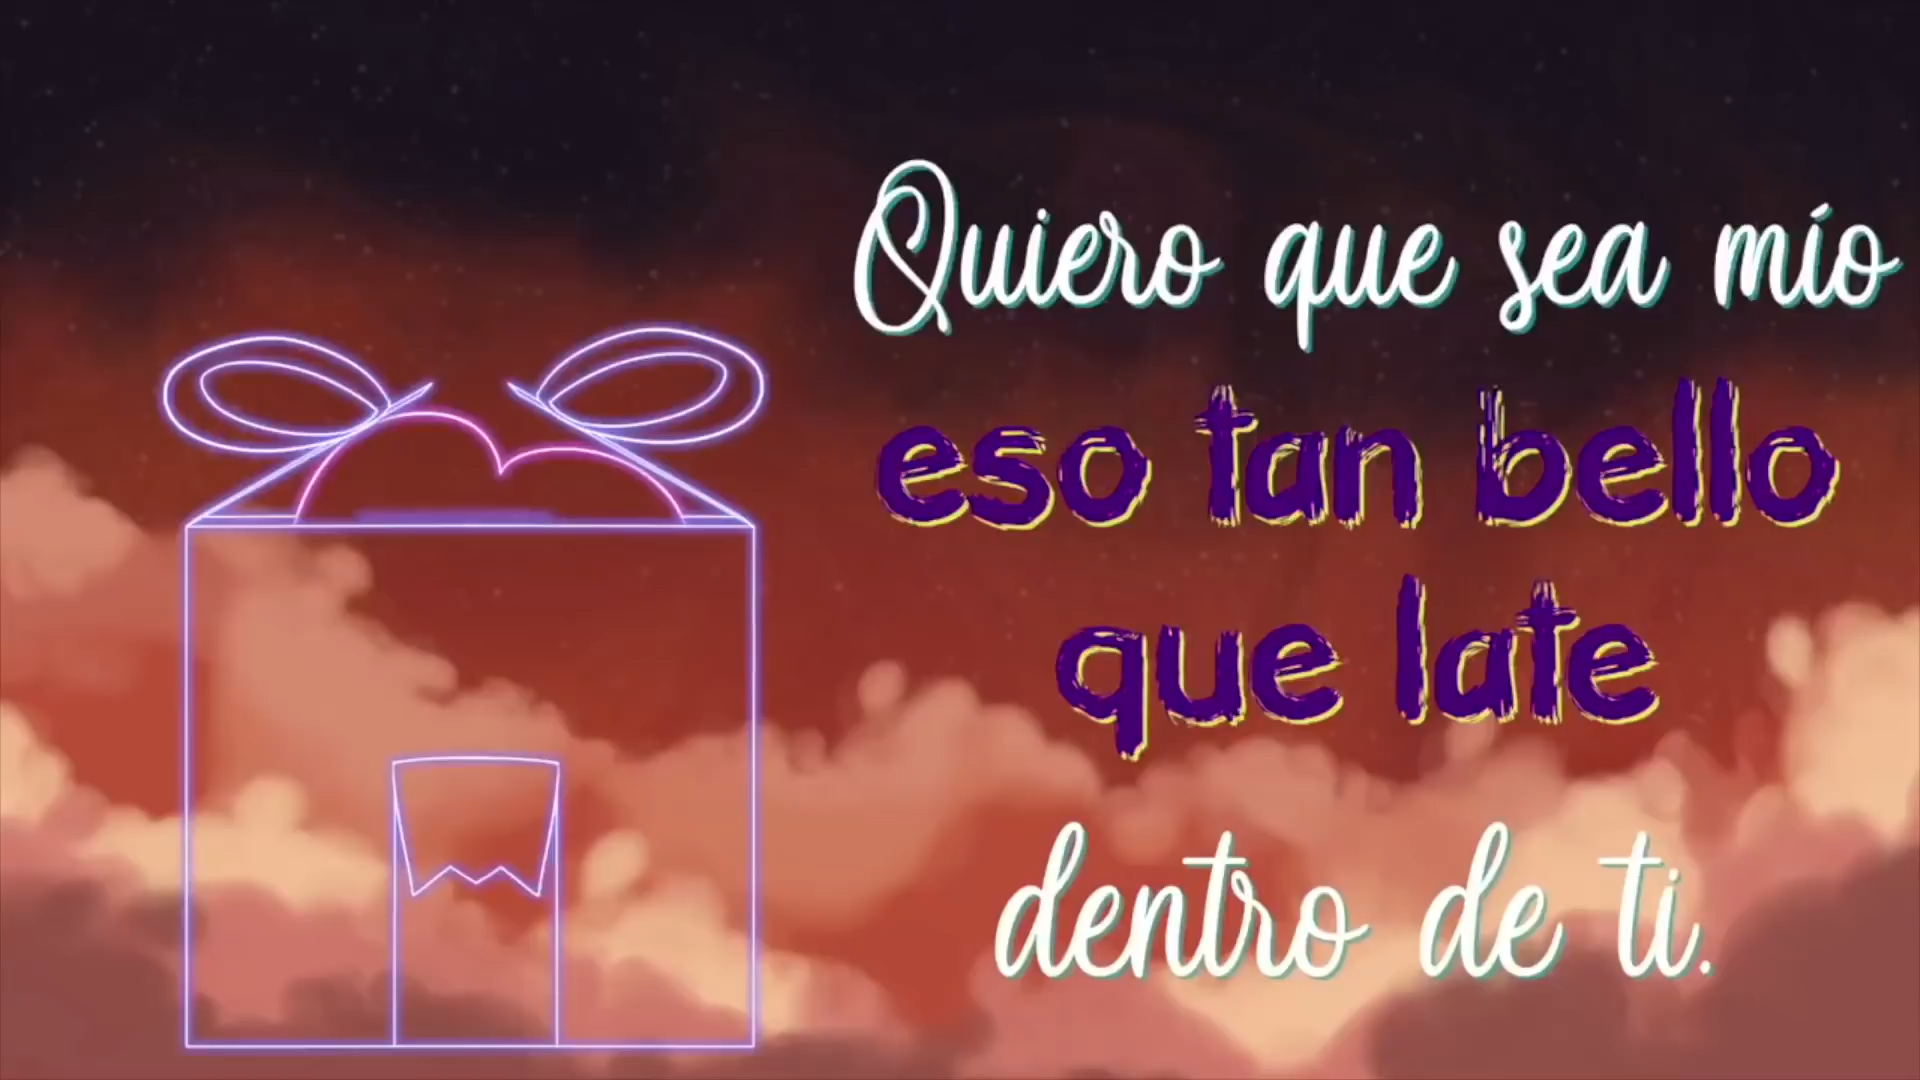 Quiero que sea mío
eso tan bello
que late
dentro de ti.